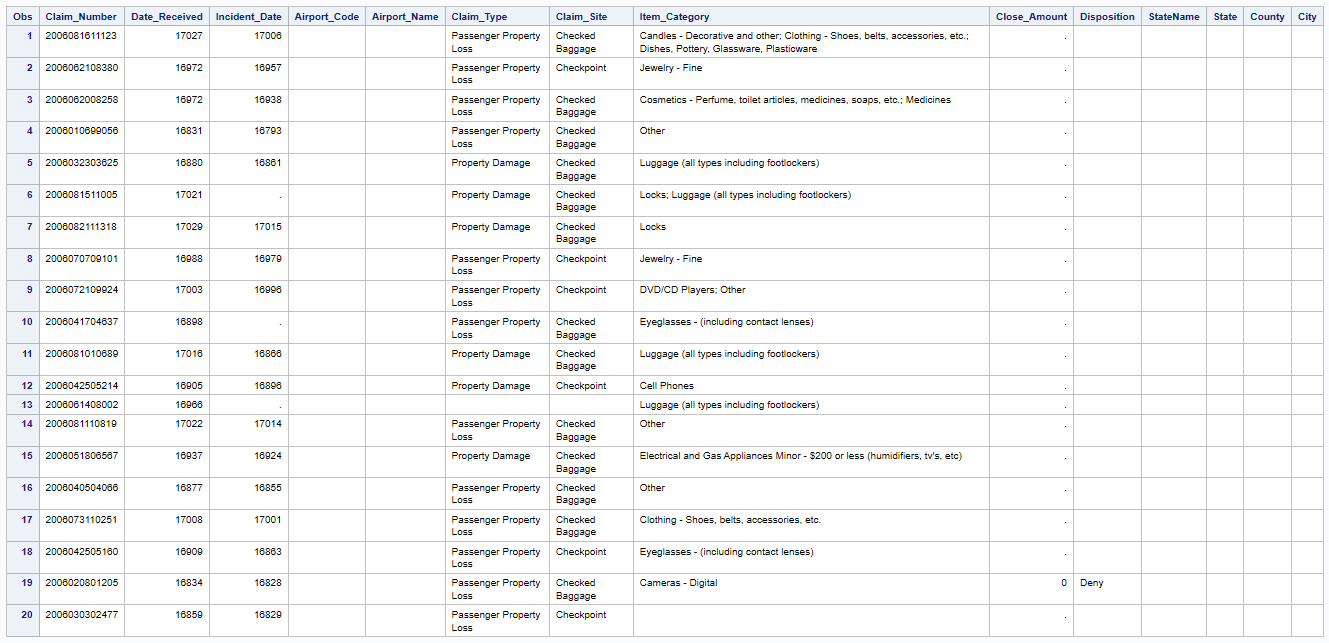 Obs Claim_Number Date_Received Incident_Date Airport_Code Airport_Name Claim_Type Claim_Site Item_Category Close_Amount Disposition StateName State County City
1 2006081611123 17027 17006 Passenger Property Checked Candles - Decorative and other; Clothing - Shoes, belts, accessories, etc.; .
Loss Baggage Dishes, Pottery, Glassware, Plasticware
2 2006062108380 16972 16957 Passenger Property Checkpoint Jewelry - Fine .
Loss
3 2006062008258 16972 16938 Passenger Property Checked Cosmetics - Perfume, toilet articles, medicines, soaps, etc.; Medicines .
Loss Baggage
4 2006010699056 16831 16793 Passenger Property Checked Other .
Loss Baggage
5 2006032303625 16880 16861 Property Damage Checked Luggage (all types including footlockers) .
Baggage
6 2006081511005 17021 . Property Damage Checked Locks; Luggage (all types including footlockers) .
Baggage
7 2006082111318 17029 17015 Property Damage Checked Locks .
Baggage
8 2006070709101 16988 16979 Passenger Property Checkpoint Jewelry - Fine .
Loss
9 2006072109924 17003 16996 Passenger Property Checkpoint DVD/CD Players; Other .
Loss
10 2006041704637 16898 . Passenger Property Checked Eyeglasses - (including contact lenses) .
Loss Baggage
11 2006081010689 17016 16866 Property Damage Checked Luggage (all types including footlockers) .
Baggage
12 2006042505214 16905 16896 Property Damage Checkpoint Cell Phones .
13 2006061408002 16966 . Luggage (all types including footlockers) .
14 2006081110819 17022 17014 Passenger Property Checked Other .
Loss Baggage
15 2006051806567 16937 16924 Property Damage Checked Electrical and Gas Appliances Minor - $200 or less (humidifiers, tv's, etc) .
Baggage
16 2006040504066 16877 16855 Passenger Property Checked Other .
Loss Baggage
17 2006073110251 17008 17001 Passenger Property Checked Clothing - Shoes, belts, accessories, etc. .
Loss Baggage
18 2006042505160 16909 16863 Passenger Property Checkpoint Eyeglasses - (including contact lenses) .
Loss
19 2006020801205 16834 16828 Passenger Property Checked Cameras - Digital 0 Deny
Loss Baggage
20 2006030302477 16859 16829 Passenger Property Checkpoint .
Loss